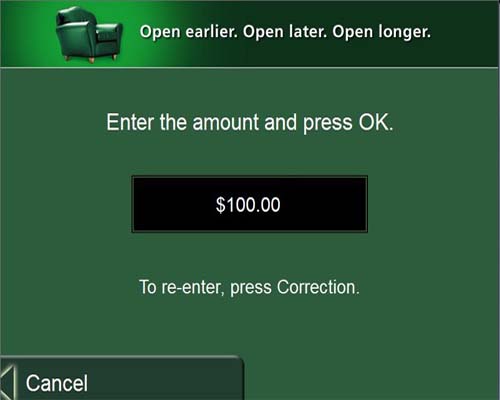 Open earlier. Open later. Open longer.
Enter the amount and press OK.
$100.00
To re-enter, press Correction.
Cancel